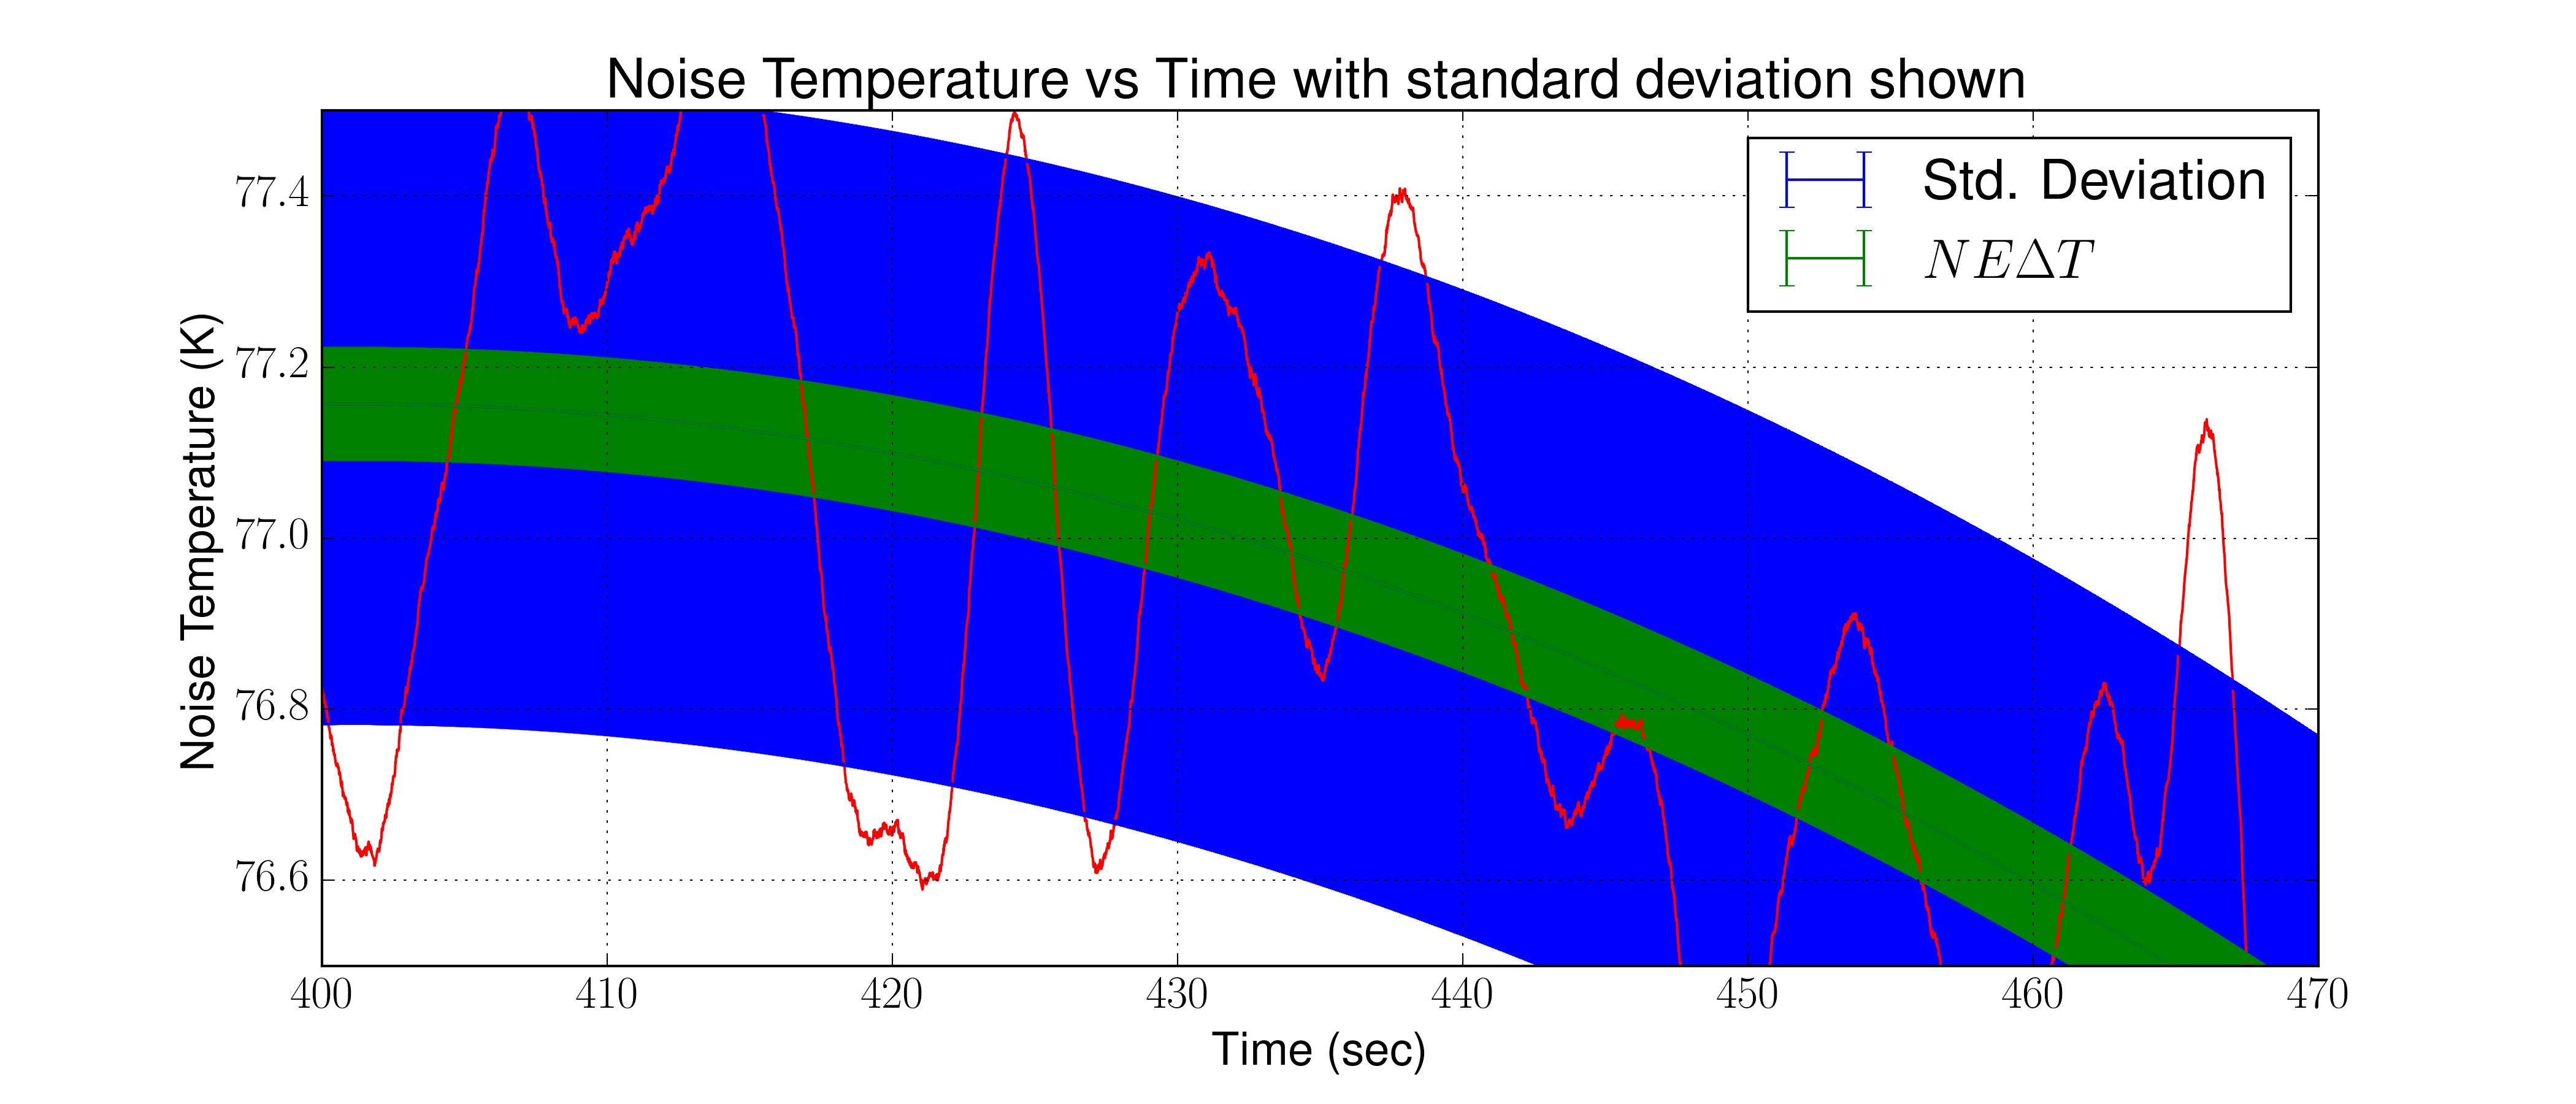 Noise Temperature vs Time with standard deviation shown
Std. Deviation
NEΔT
Noise Temperature (K)
77.4
77.2
77.0
76.8
76.6
400 410 420 430 440 450 460 470
Time (sec)